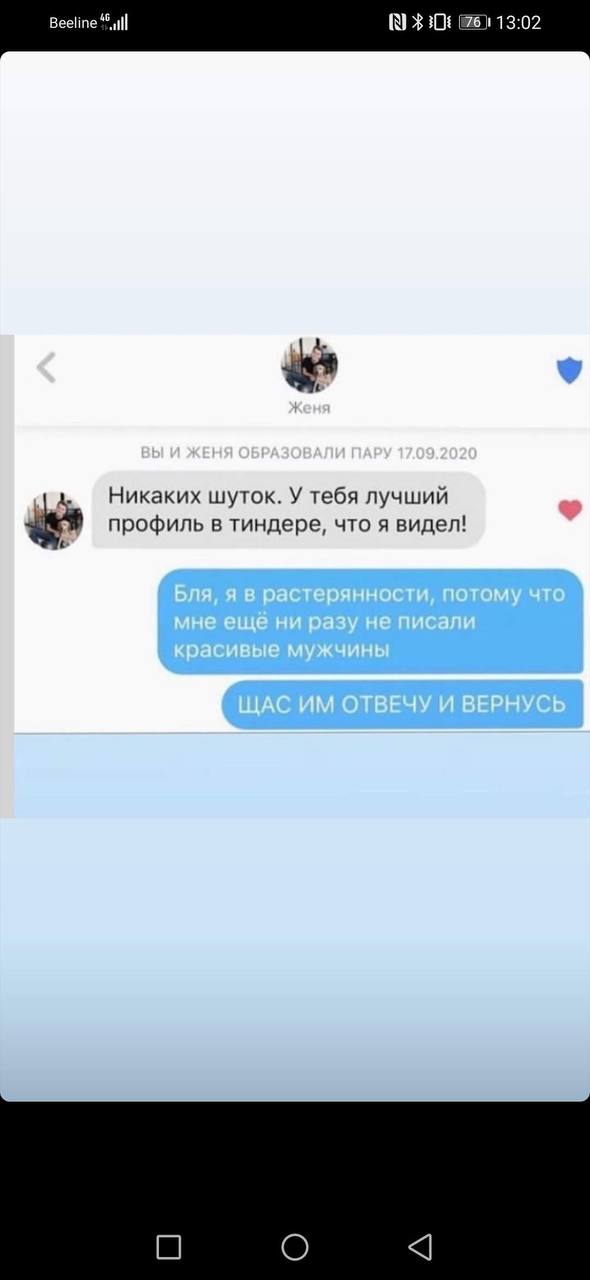 Beeline 4G 76 13:02
Женя
ВЫ И ЖЕНЯ ОБРАЗОВАЛИ ПАРУ 17.09.2020
Никаких шуток. У тебя лучший
профиль в тиндере, что я видел!
Бля, я в растерянности, потому что
мне ещё ни разу не писали
красивые мужчины
ЩАС ИМ ОТВЕЧУ И ВЕРНУСЬ